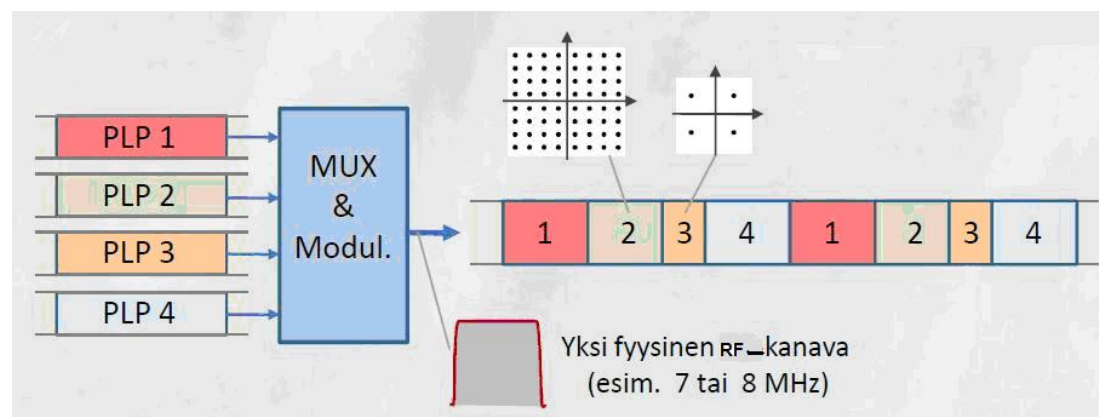 PLP 1
PLP 2
PLP 3
PLP 4
MUX
&
Modul.
1 2 3 4 1 2 3 4
Yksi fyysinen RF-kanava
(esim. 7 tai 8 MHz)